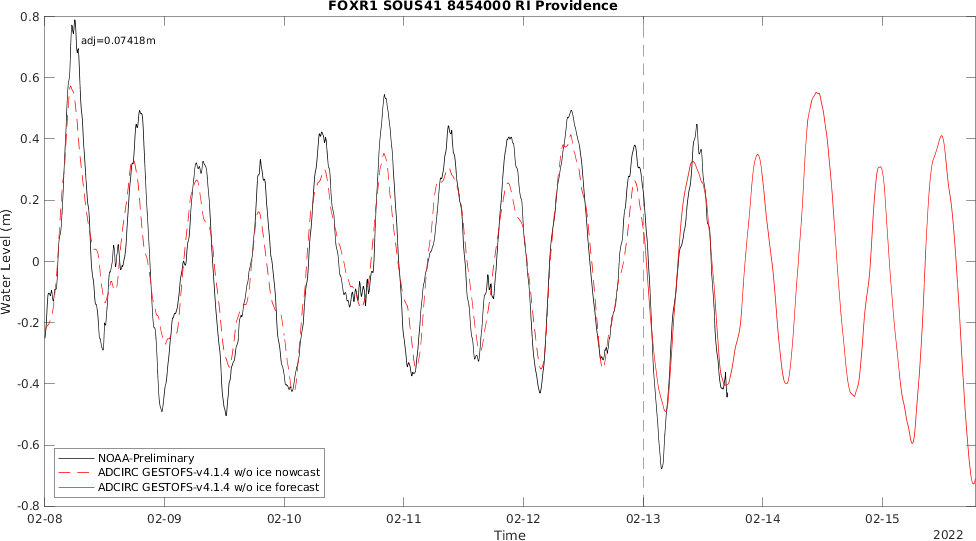 FOXR1 SOUS41 8454000 RI Providence
adj=0.07418m
0.8
0.6
0.4
0.2
0
-0.2
-0.4
-0.6
-0.8
Water Level (m)
NOAA-Preliminary
ADCIRC GESTOFS-v4.1.4 w/o ice nowcast
ADCIRC GESTOFS-v4.1.4 w/o ice forecast
02-08 02-09 02-10 02-11 02-12 02-13 02-14 02-15
Time
2022